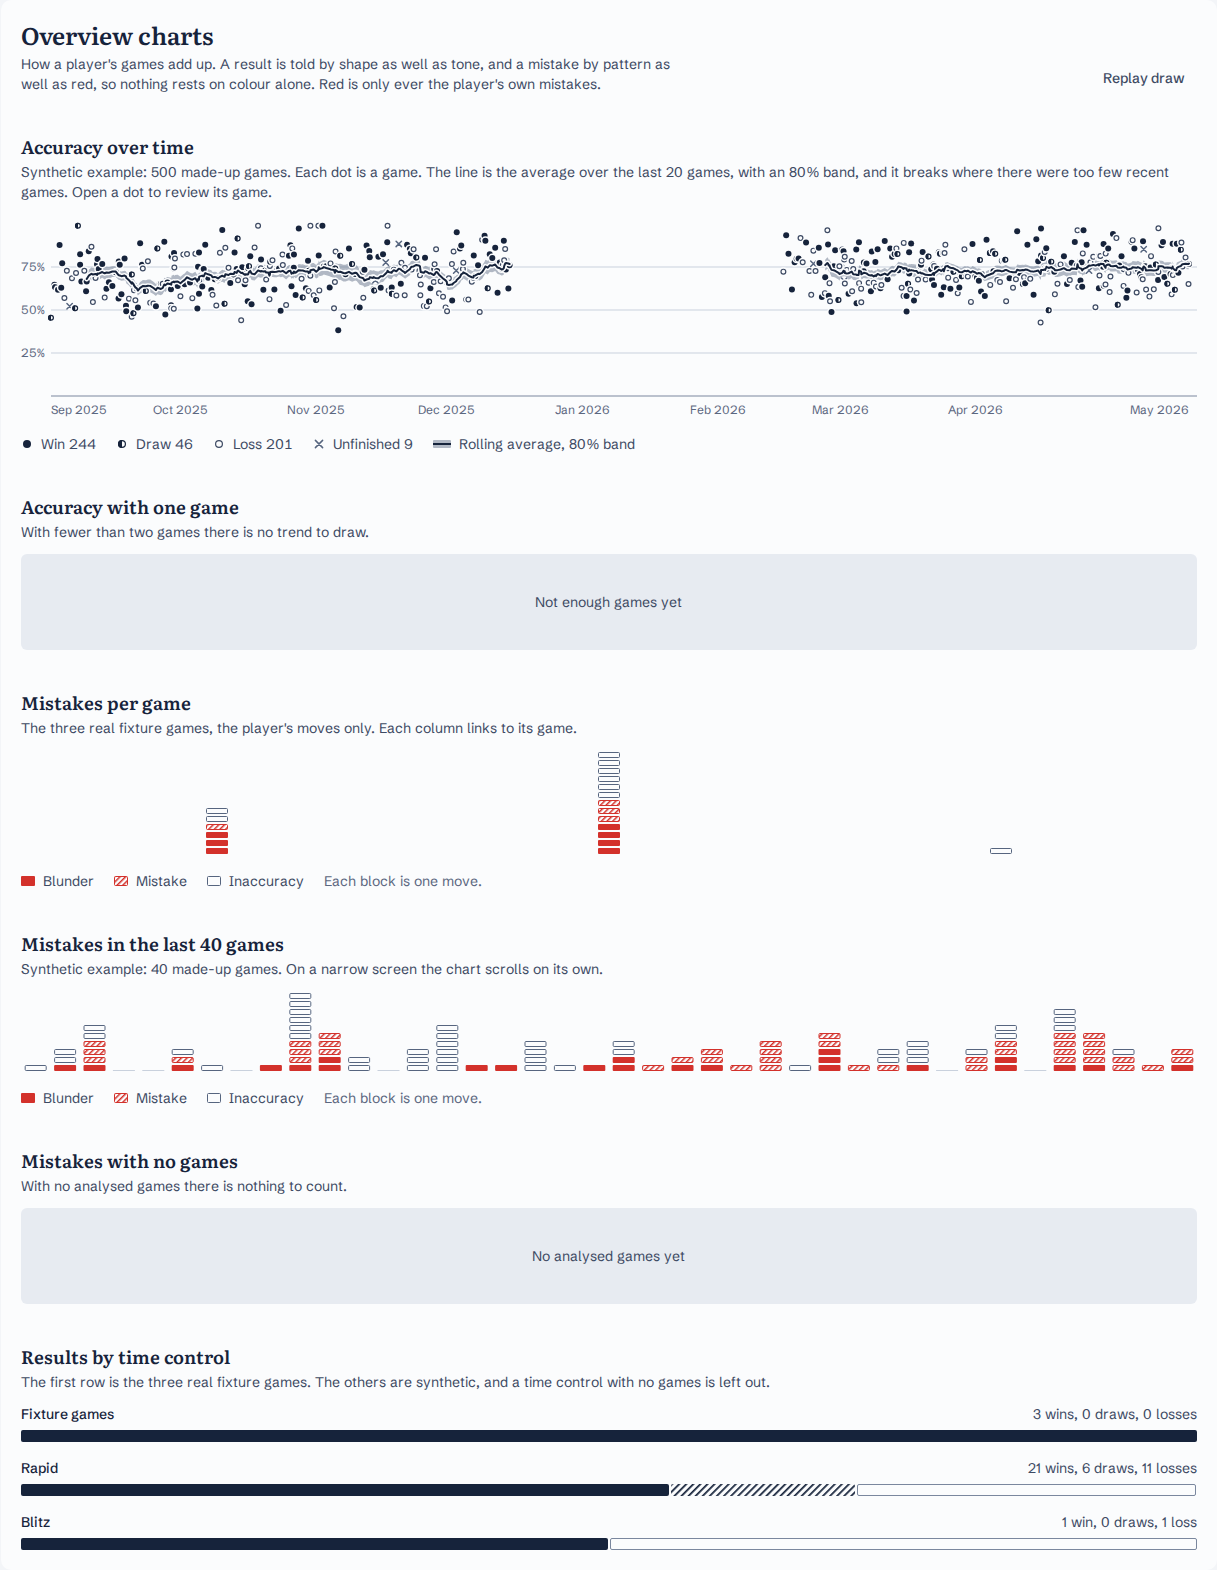 Overview charts
How a player's games add up. A result is told by shape as well as tone, and a mistake by pattern as
well as red, so nothing rests on colour alone. Red is only ever the player's own mistakes.
Replay draw
Accuracy over time
Synthetic example: 500 made-up games. Each dot is a game. The line is the average over the last 20 games, with an 80% band, and it breaks where there were too few recent
games. Open a dot to review its game.
75%
50%
25%
Sep 2025 Oct 2025 Nov 2025 Dec 2025 Jan 2026 Feb 2026 Mar 2026 Apr 2026 May 2026
Win 244 Draw 46 Loss 201 Unfinished 9 Rolling average, 80% band
Accuracy with one game
With fewer than two games there is no trend to draw.
Not enough games yet
Mistakes per game
The three real fixture games, the player's moves only. Each column links to its game.
Blunder Mistake Inaccuracy Each block is one move.
Mistakes in the last 40 games
Synthetic example: 40 made-up games. On a narrow screen the chart scrolls on its own.
Blunder Mistake Inaccuracy Each block is one move.
Mistakes with no games
With no analysed games there is nothing to count.
No analysed games yet
Results by time control
The first row is the three real fixture games. The others are synthetic, and a time control with no games is left out.
Fixture games 3 wins, 0 draws, 0 losses
Rapid 21 wins, 6 draws, 11 losses
Blitz 1 win, 0 draws, 1 loss